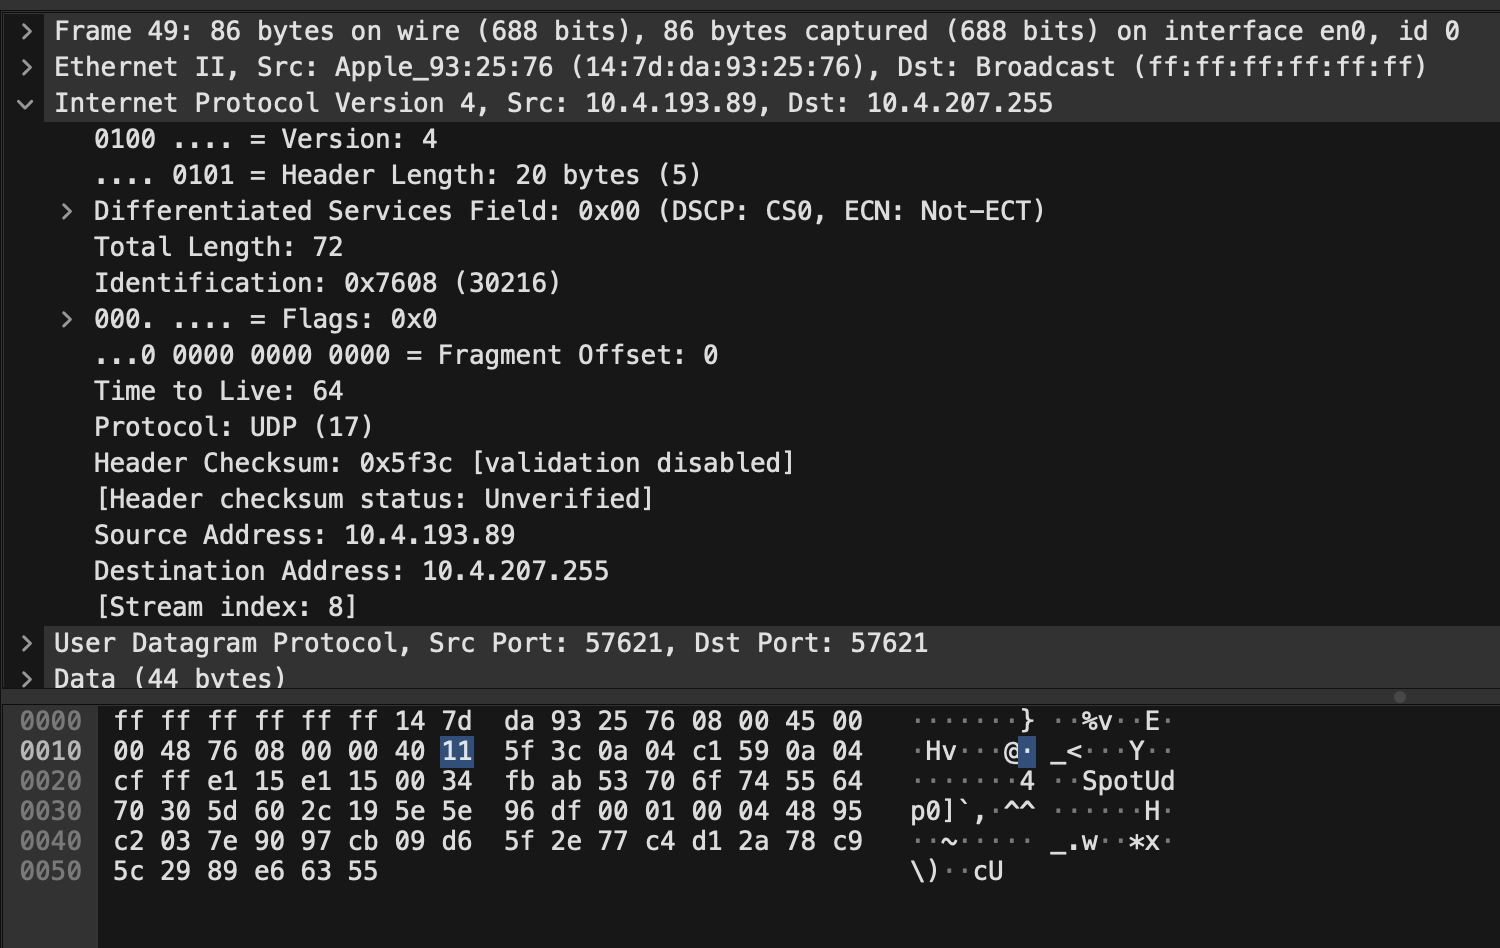 Frame 49: 86 bytes on wire (688 bits), 86 bytes captured (688 bits) on interface en0, id 0
Ethernet II, Src: Apple_93:25:76 (14:7d:da:93:25:76), Dst: Broadcast (ff:ff:ff:ff:ff:ff)
Internet Protocol Version 4, Src: 10.4.193.89, Dst: 10.4.207.255
0100 .... = Version: 4
.... 0101 = Header Length: 20 bytes (5)
Differentiated Services Field: 0x00 (DSCP: CS0, ECN: Not-ECT)
Total Length: 72
Identification: 0x7608 (30216)
000. .... = Flags: 0x0
...0 0000 0000 0000 = Fragment Offset: 0
Time to Live: 64
Protocol: UDP (17)
Header Checksum: 0x5f3c [validation disabled]
[Header checksum status: Unverified]
Source Address: 10.4.193.89
Destination Address: 10.4.207.255
[Stream index: 8]
User Datagram Protocol, Src Port: 57621, Dst Port: 57621
Data (44 bytes)
0000 ff ff ff ff ff ff 14 7d da 93 25 76 08 00 45 00 ·······} ··%v··E·
0010 00 48 76 08 00 00 40 11 5f 3c 0a 04 c1 59 0a 04 ·Hv···@· _<···Y··
0020 cf ff e1 15 e1 15 00 34 fb ab 53 70 6f 74 55 64 ·······4 ··SpotUd
0030 70 30 5d 60 2c 19 5e 5e 96 df 00 01 00 04 48 95 p0]`,·^^ ······H·
0040 c2 03 7e 90 97 cb 09 d6 5f 2e 77 c4 d1 2a 78 c9 ··~····· _.w··*x·
0050 5c 29 89 e6 63 55 \)··cU